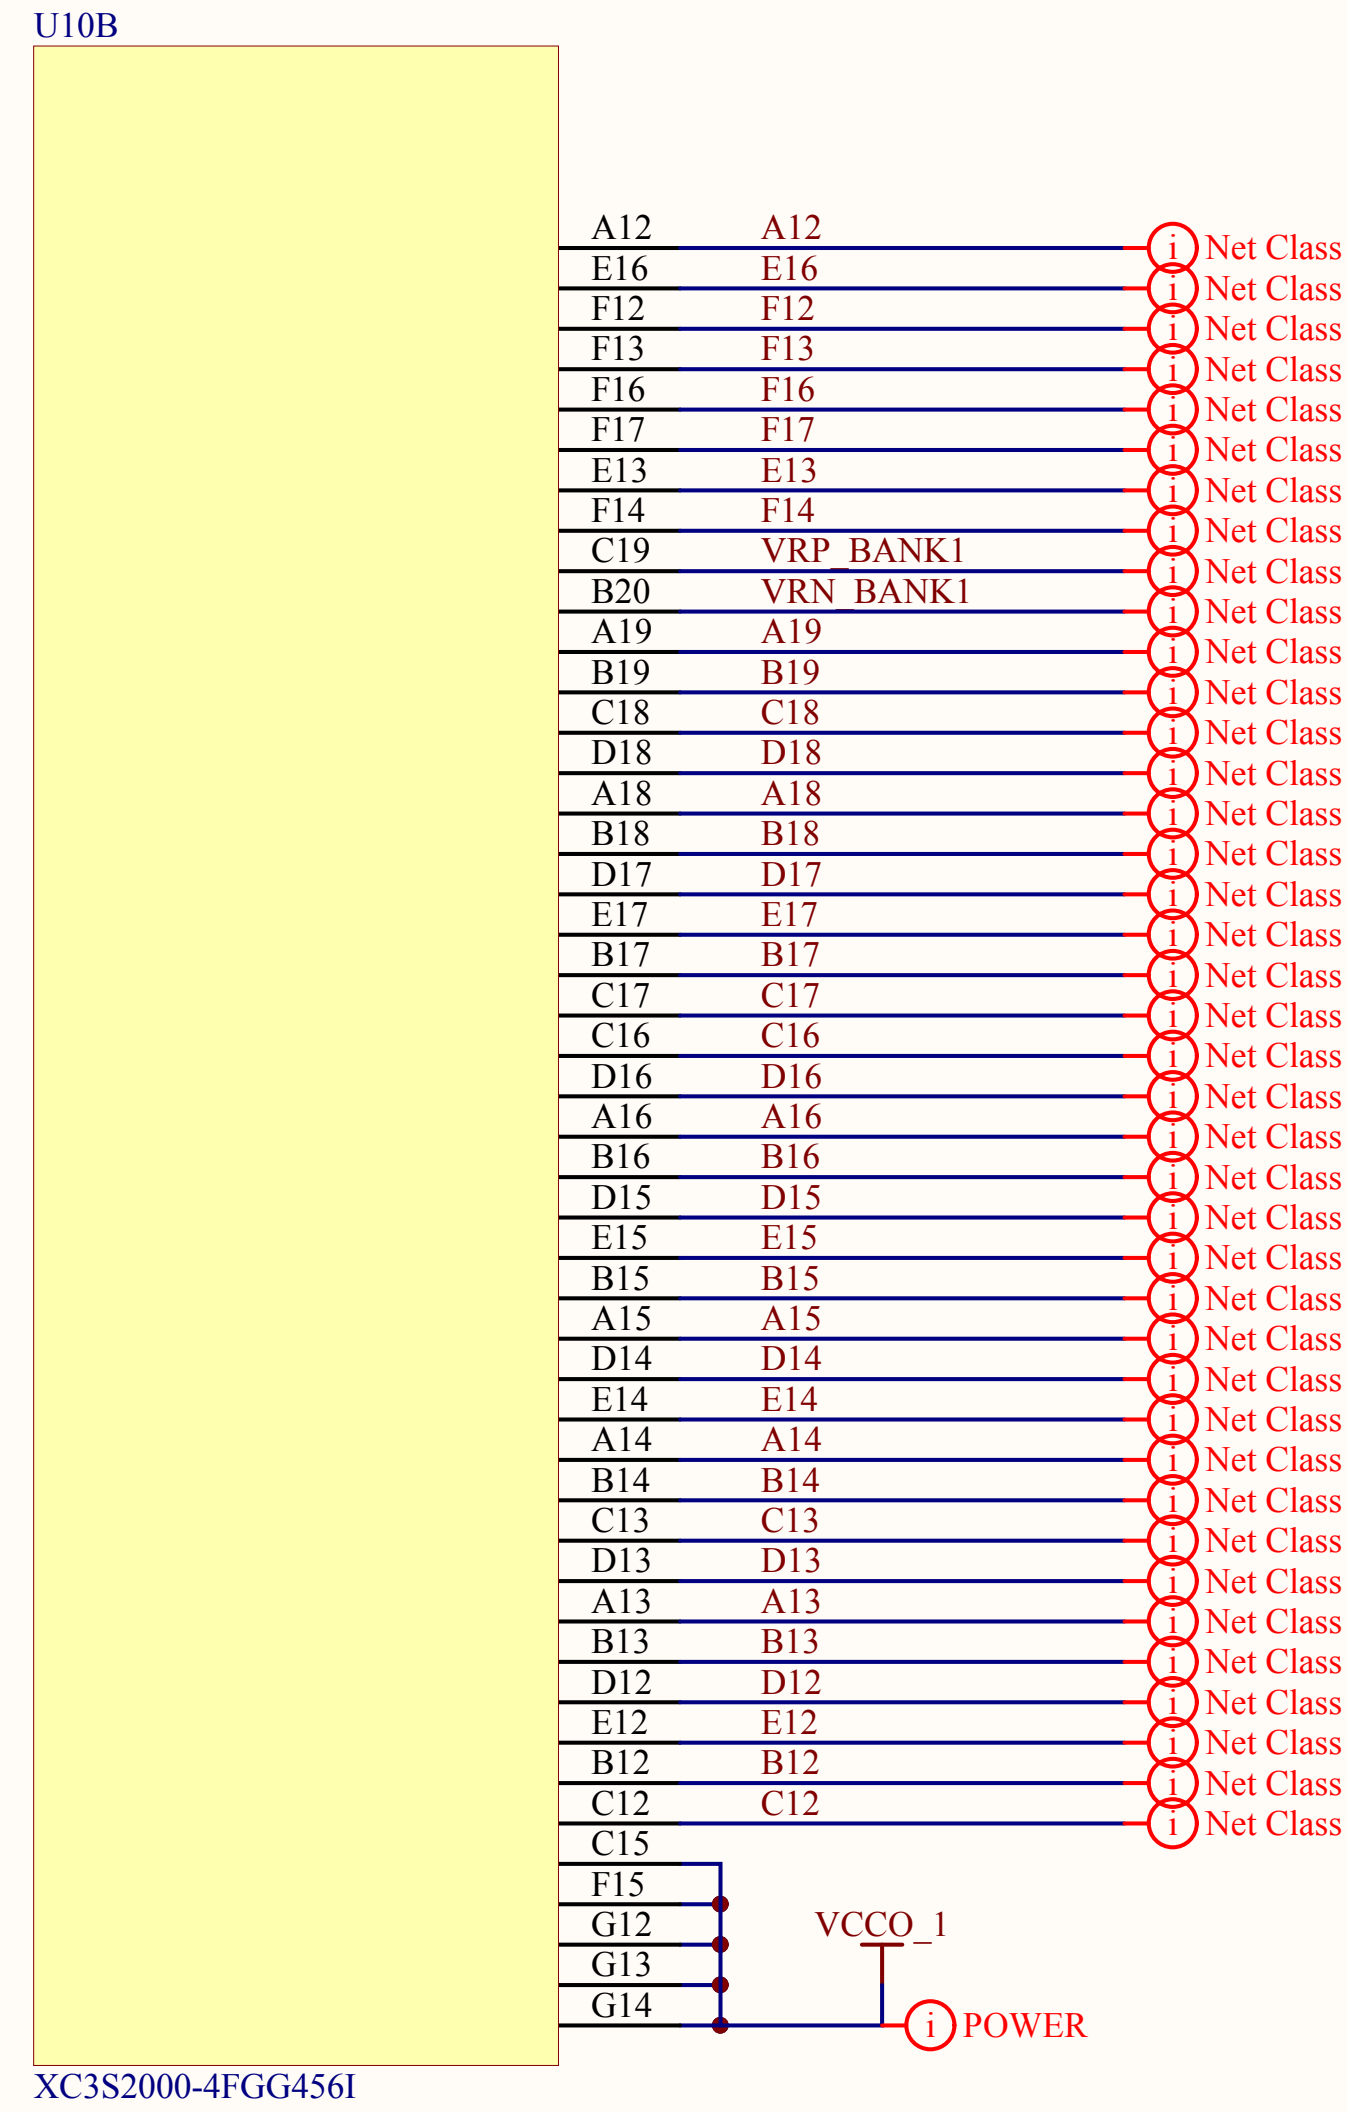 U10B
A12 A12 i Net Class
E16 E16 i Net Class
F12 F12 i Net Class
F13 F13 i Net Class
F16 F16 i Net Class
F17 F17 i Net Class
E13 E13 i Net Class
F14 F14 i Net Class
C19 VRP_BANK1 i Net Class
B20 VRN_BANK1 i Net Class
A19 A19 i Net Class
B19 B19 i Net Class
C18 C18 i Net Class
D18 D18 i Net Class
A18 A18 i Net Class
B18 B18 i Net Class
D17 D17 i Net Class
E17 E17 i Net Class
B17 B17 i Net Class
C17 C17 i Net Class
C16 C16 i Net Class
D16 D16 i Net Class
A16 A16 i Net Class
B16 B16 i Net Class
D15 D15 i Net Class
E15 E15 i Net Class
B15 B15 i Net Class
A15 A15 i Net Class
D14 D14 i Net Class
E14 E14 i Net Class
A14 A14 i Net Class
B14 B14 i Net Class
C13 C13 i Net Class
D13 D13 i Net Class
A13 A13 i Net Class
B13 B13 i Net Class
D12 D12 i Net Class
E12 E12 i Net Class
B12 B12 i Net Class
C12 C12 i Net Class
C15
F15
G12 VCCO_1
G13
G14 i POWER
XC3S2000-4FGG456I